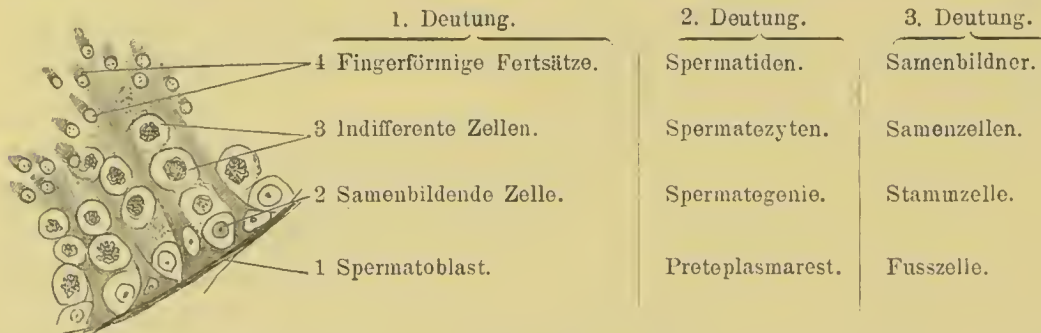 1. Deutung. 2. Deutung. 3. Deutung.
4 Fingerförmige Fertsätze. Spermatiden. Samenbildner.
3 Indifferente Zellen. Spermatezyten. Samenzellen.
2 Samenbildende Zelle. Spermategenie. Stammzelle.
1 Spermatoblast. Preteplasmarest. Fusszelle.